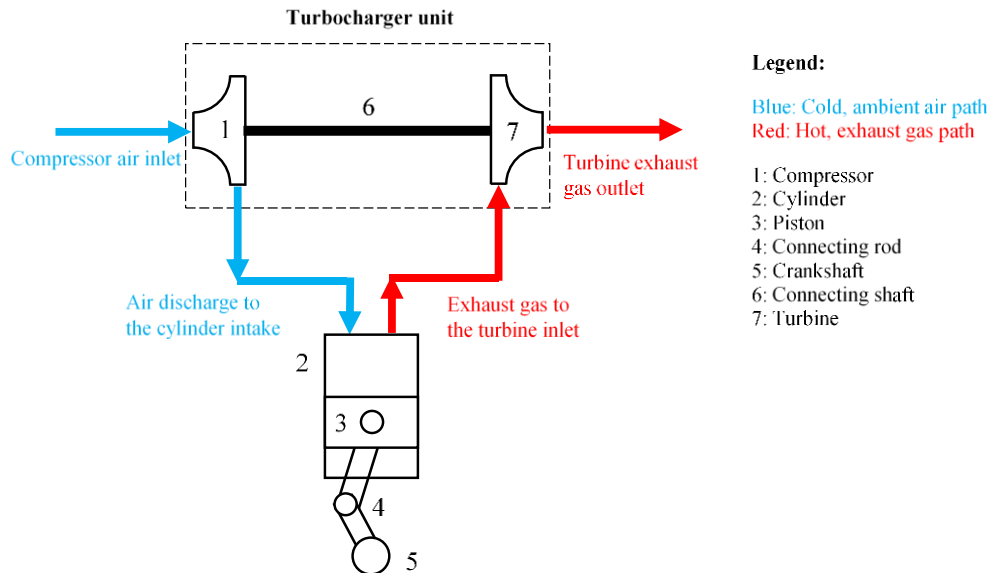 Turbocharger unit
6
1
7
Compressor air inlet
Turbine exhaust
gas outlet
Air discharge to
the cylinder intake
Exhaust gas to
the turbine inlet
2
3
4
5
Legend:
Blue: Cold, ambient air path
Red: Hot, exhaust gas path
1: Compressor
2: Cylinder
3: Piston
4: Connecting rod
5: Crankshaft
6: Connecting shaft
7: Turbine